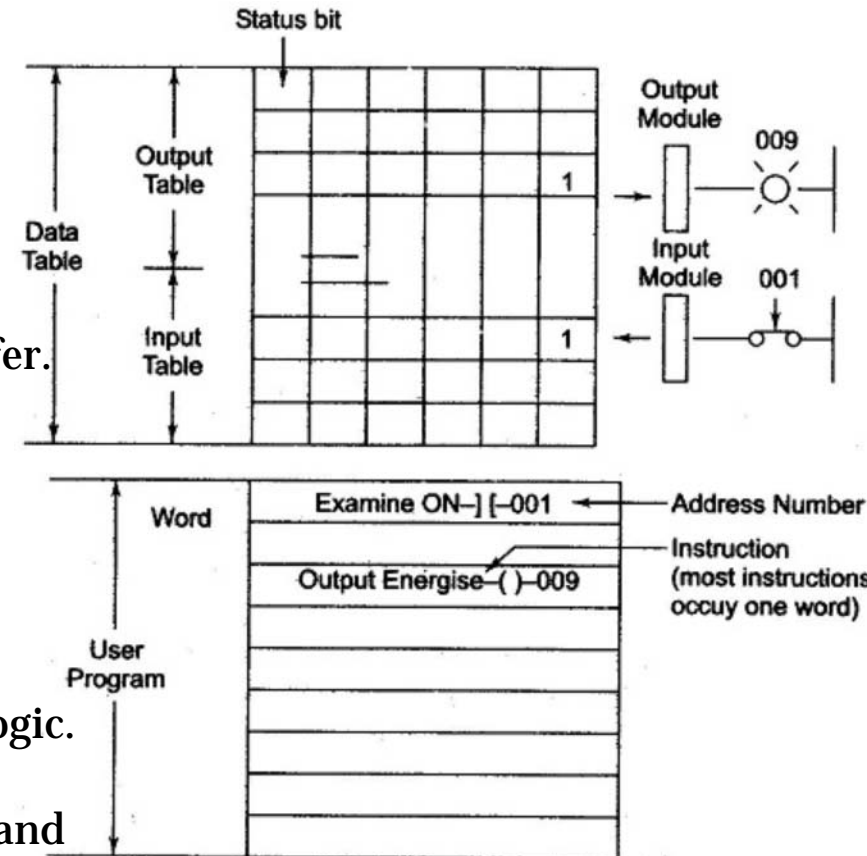 Status bit
Output
Module
009
Output
Table
1
Data
Table
Input
Module
001
Input
Table
1
fer.
Word
Examine ON–] [–001
Address Number
Instruction
(most instructions
occuy one word)
Output Energise–( )–009
User
Program
ogic.
and